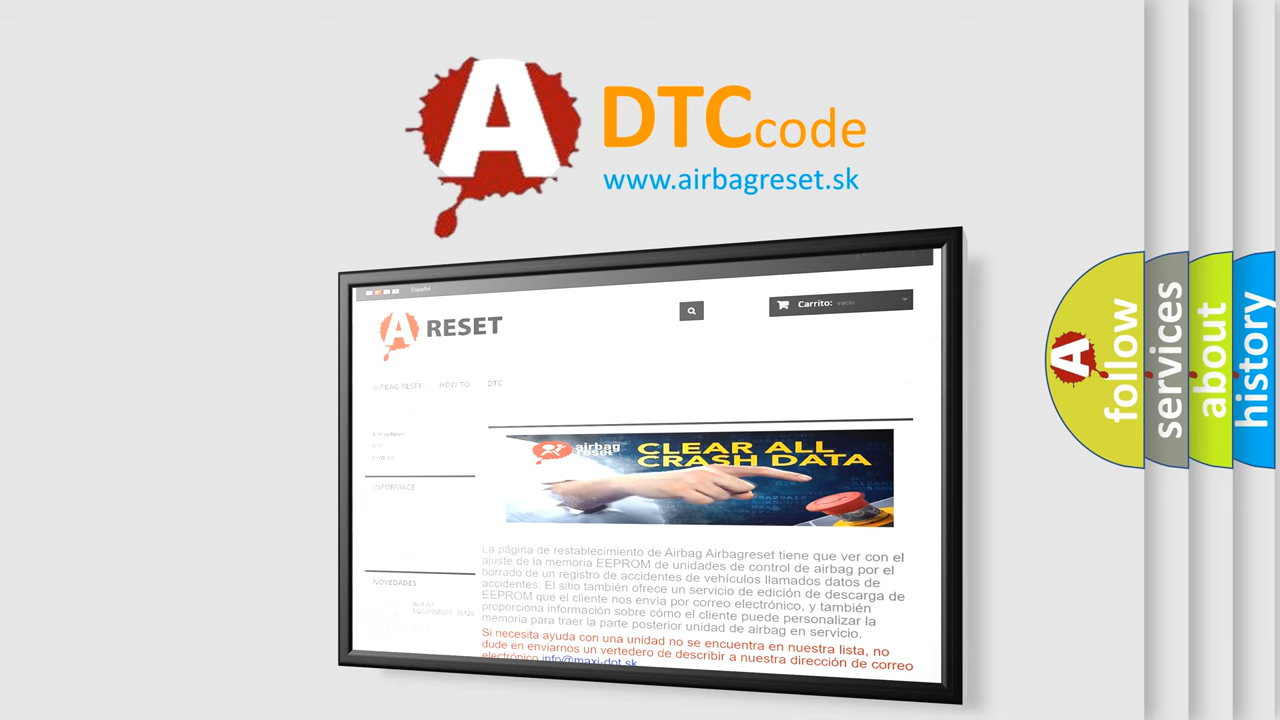 A
DTCcode
www.airbagreset.sk
Español
A RESET
Carrito: vacío
AIRBAG RESET HOW TO DTC
INFORMACE
airbag
reset
CLEAR ALL
CRASH DATA
La página de restablecimiento de Airbag Airbagreset tiene que ver con el
ajuste de la memoria EEPROM de unidades de control de airbag por el
borrado de un registro de accidentes de vehículos llamados datos de
accidentes. El sitio también ofrece un servicio de edición de descarga de
EEPROM que el cliente nos envía por correo electrónico, y también
proporciona información sobre cómo el cliente puede personalizar la
memoria para traer la parte posterior unidad de airbag en servicio.
Si necesita ayuda con una unidad no se encuentra en nuestra lista, no
dude en enviarnos un vertedero de describir a nuestra dirección de correo
electrónico info@maxi-dot.sk
NOVEDADES
A
follow
services
about
history